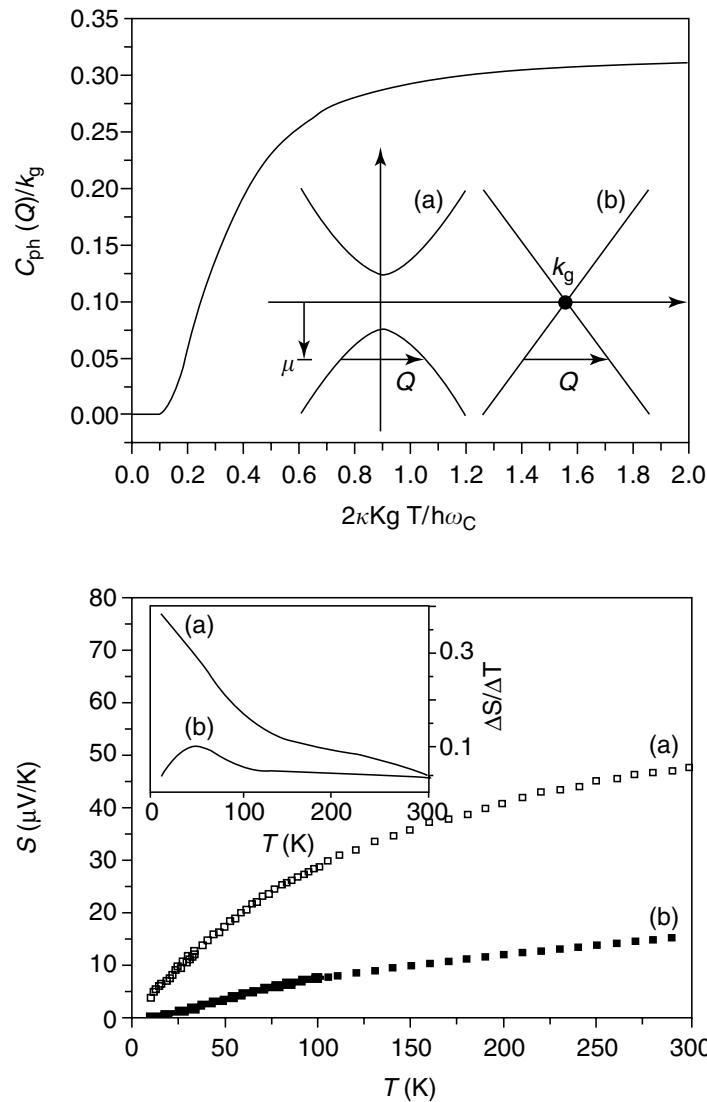 0.35
0.30
0.25
0.20
0.15
0.10
0.05
0.00
C_ph (Q)/k_g
(a)
(b)
k_g
μ
Q
Q
0.0 0.2 0.4 0.6 0.8 1.0 1.2 1.4 1.6 1.8 2.0
2κKg T/hω_C
80
70
60
50
40
30
20
10
0
S (μV/K)
(a)
(b)
0.3
0.1
ΔS/ΔT
0 100 200 300
T (K)
(a)
(b)
0 50 100 150 200 250 300
T (K)